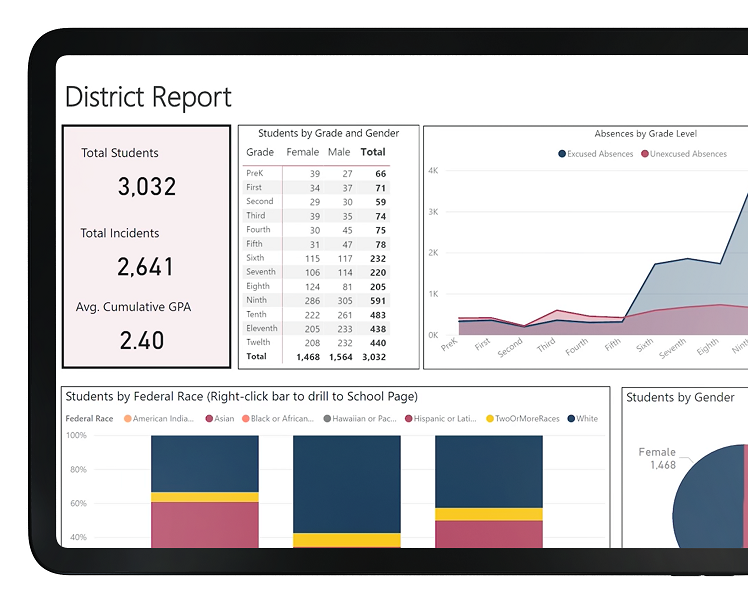 District Report
Total Students
3,032
Total Incidents
2,641
Avg. Cumulative GPA
2.40
Students by Grade and Gender
Grade Female Male Total
PreK 39 27 66
First 34 37 71
Second 29 30 59
Third 39 35 74
Fourth 30 45 75
Fifth 31 47 78
Sixth 115 117 232
Seventh 106 114 220
Eighth 124 81 205
Ninth 286 305 591
Tenth 222 261 483
Eleventh 205 233 438
Twelth 208 232 440
Total 1,468 1,564 3,032
Absences by Grade Level
Excused Absences Unexcused Absences
4K
3K
2K
1K
0K
PreK First Second Third Fourth Fifth Sixth Seventh Eighth Ninth
Students by Federal Race (Right-click bar to drill to School Page)
Federal Race American India... Asian Black or African... Hawaiian or Pac... Hispanic or Lati... TwoOrMoreRaces White
100%
80%
60%
40%
Students by Gender
Female
1,468